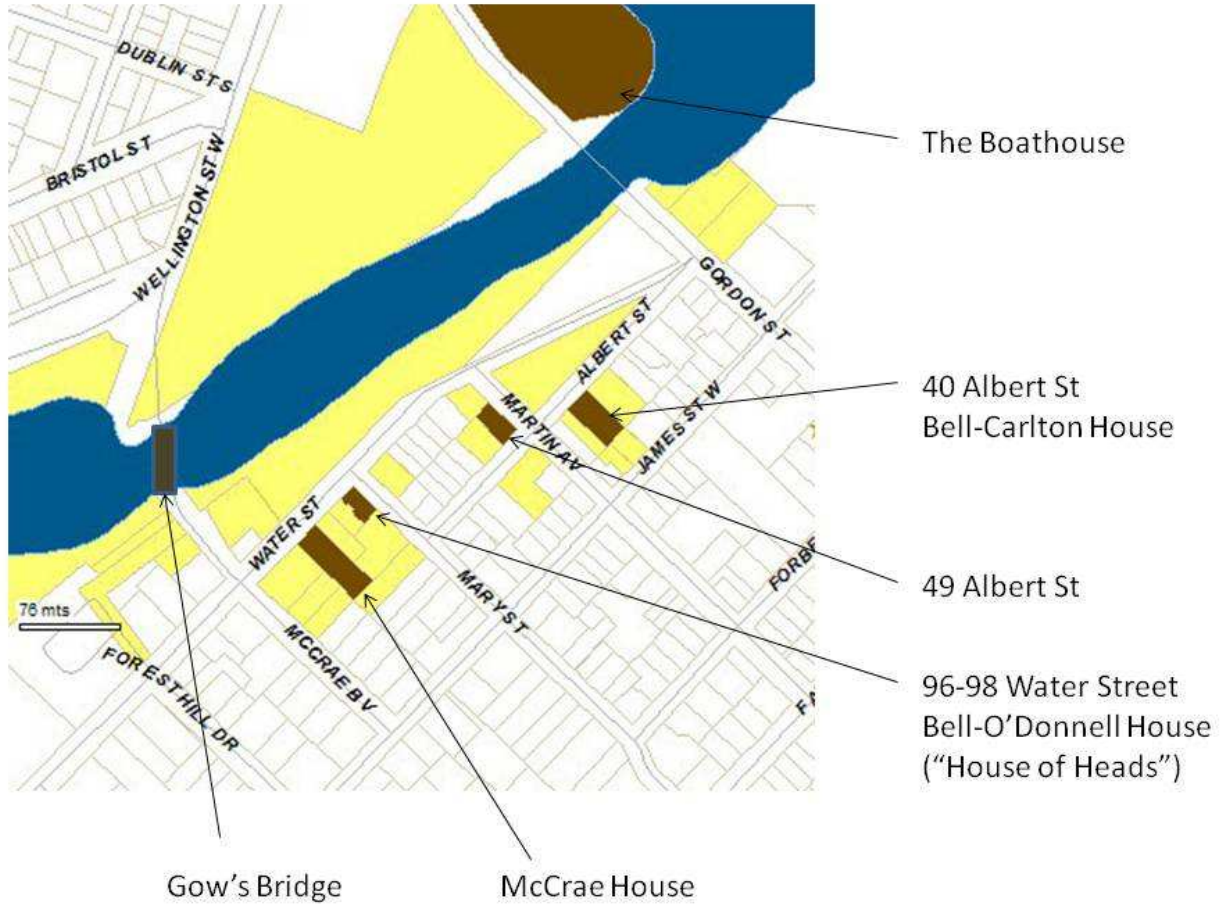 DUBLIN ST S
BRISTOL ST
WELLINGTON ST W
The Boathouse
GORDON ST
ALBERT ST
40 Albert St
Bell-Carlton House
MARTIN AV
JAMES ST W
WATER ST
49 Albert St
FORBE
76 mts
MARY ST
MCCRAE BV
FOREST HILL DR
96-98 Water Street
Bell-O’Donnell House
(“House of Heads”)
FA
Gow’s Bridge
McCrae House